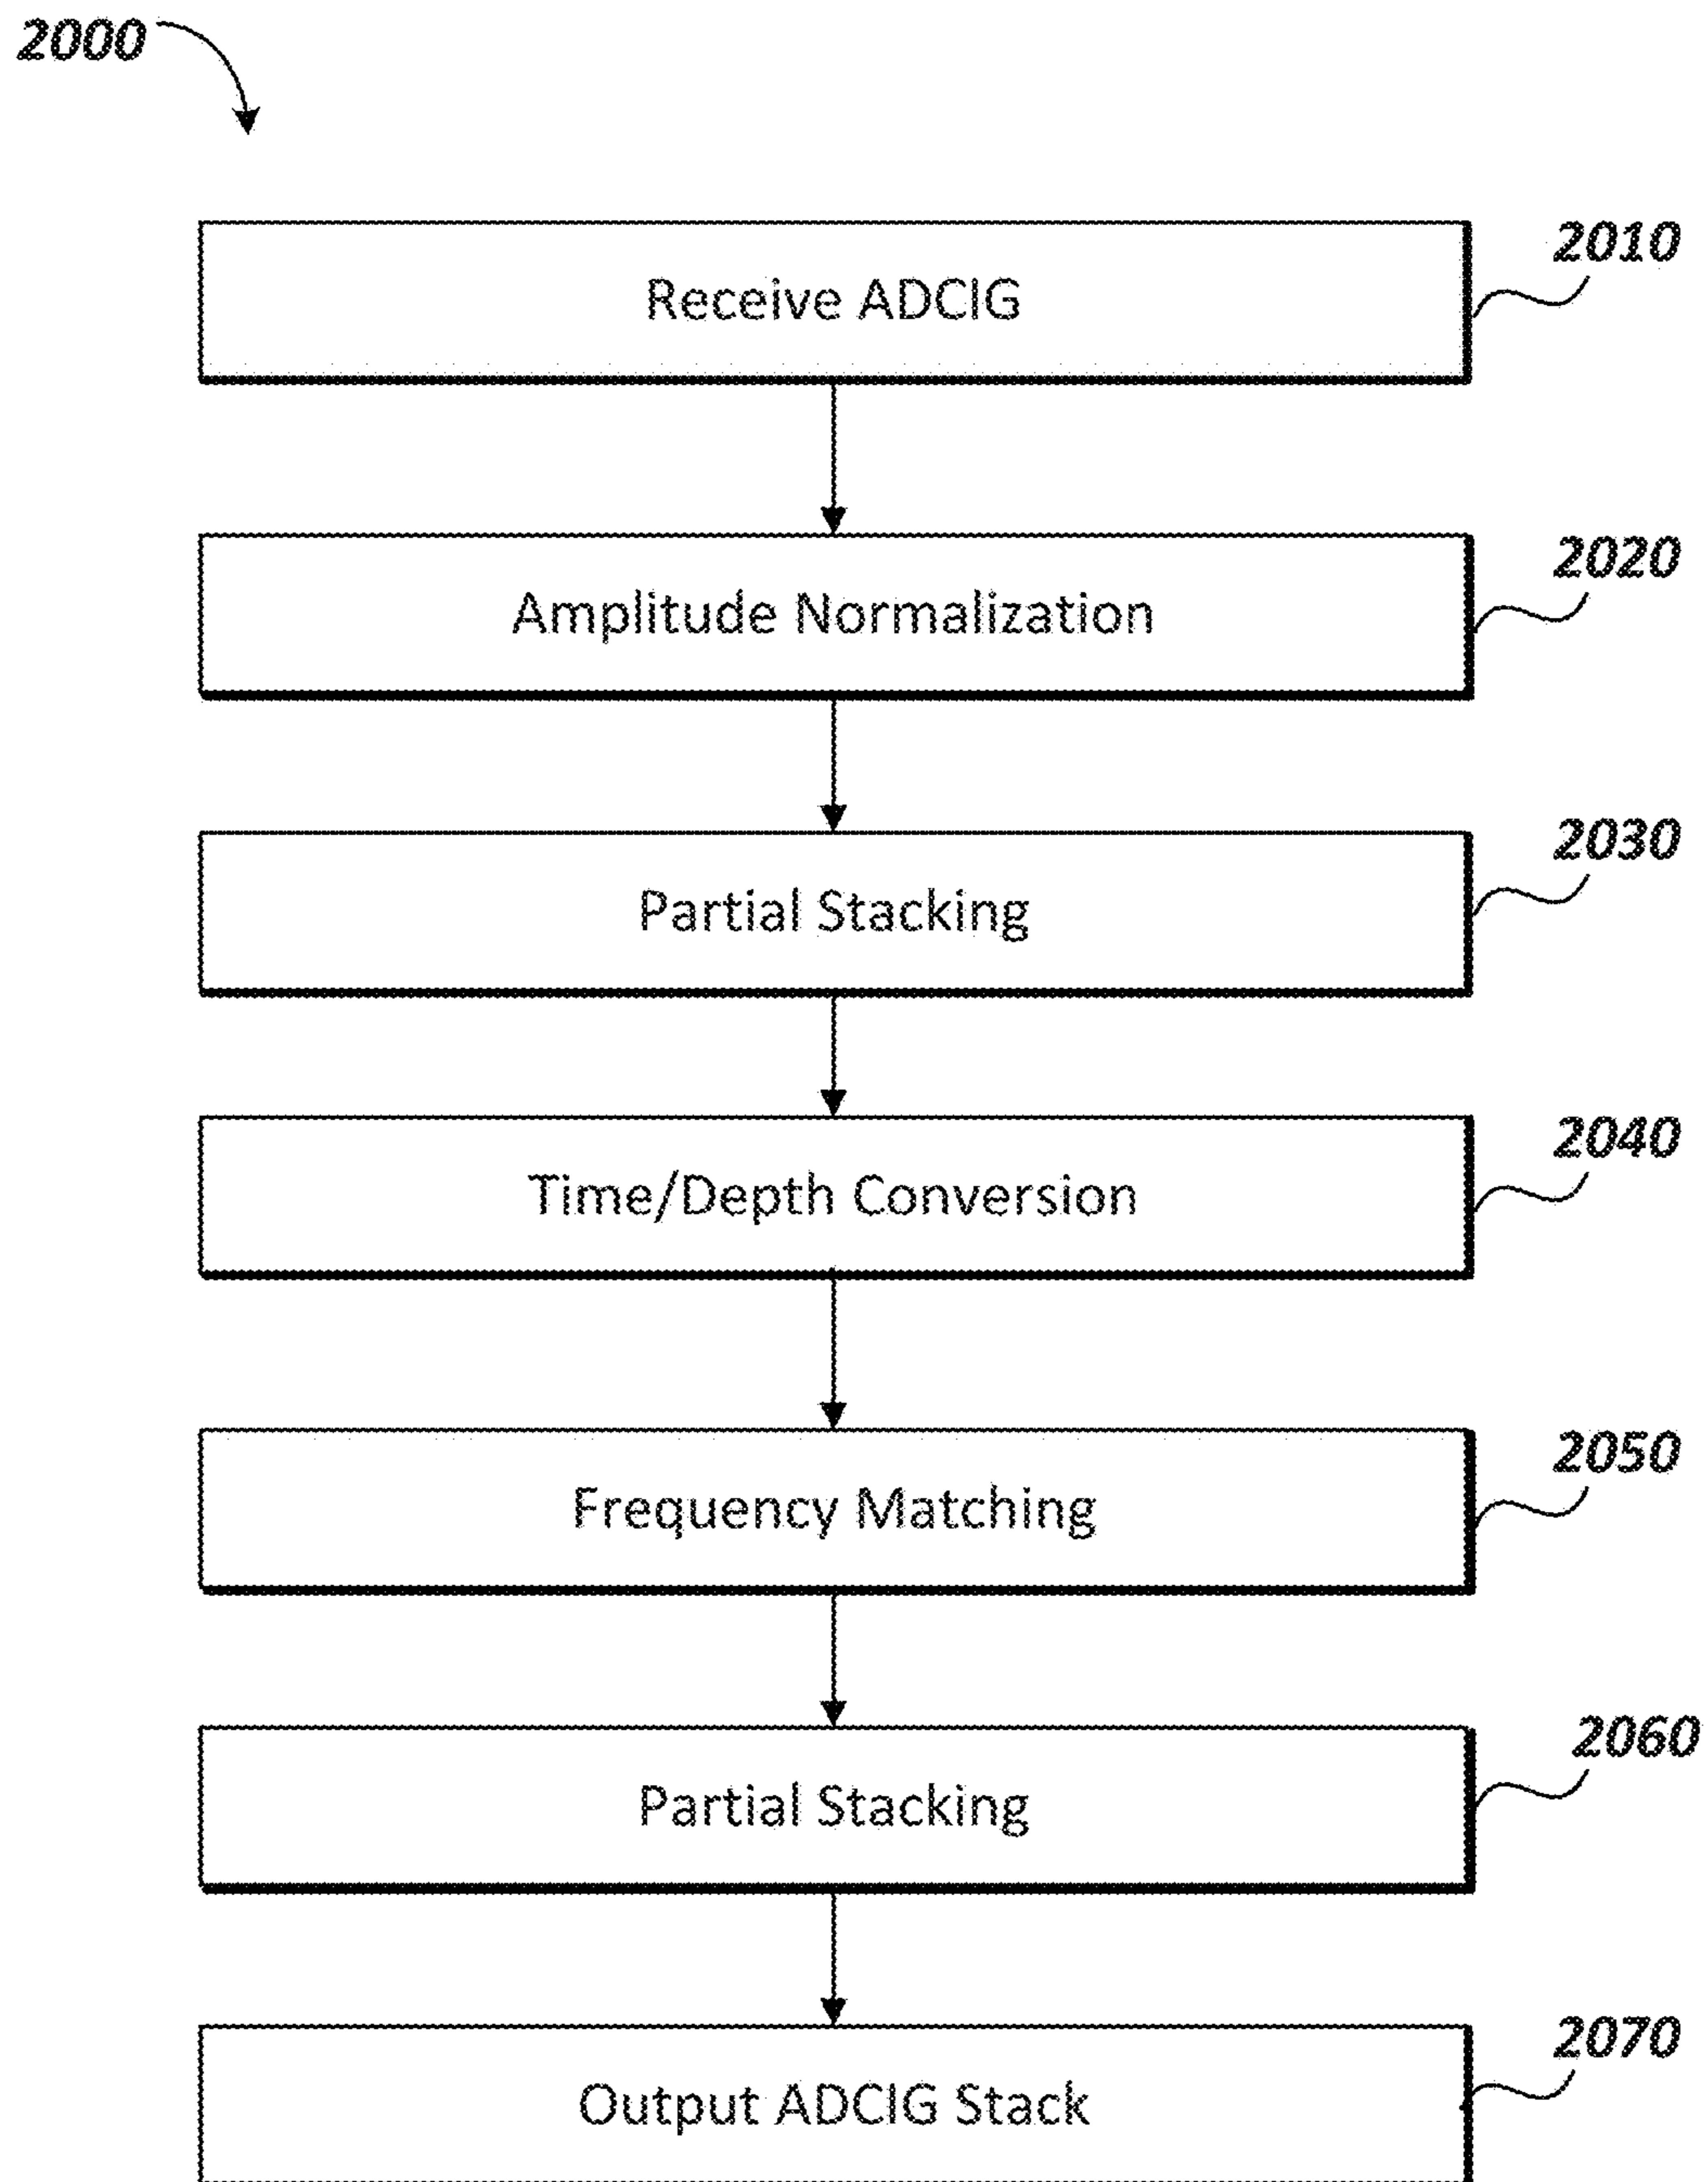 2000
Receive ADCIG
2010
Amplitude Normalization
2020
Partial Stacking
2030
Time/Depth Conversion
2040
Frequency Matching
2050
Partial Stacking
2060
Output ADCIG Stack
2070